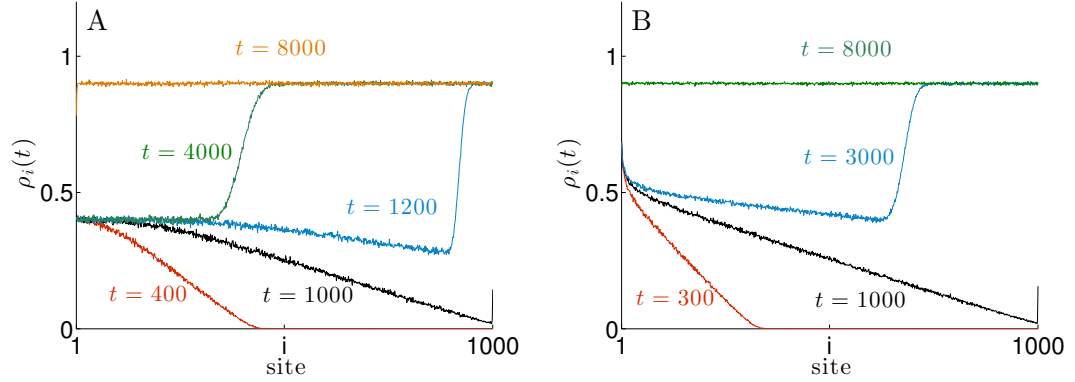 A
t = 8000
1
t = 4000
ρi(t)
0.5
t = 1200
t = 400
t = 1000
0
1
i
1000
site
B
t = 8000
1
t = 3000
ρi(t)
0.5
t = 300
t = 1000
0
1
i
1000
site